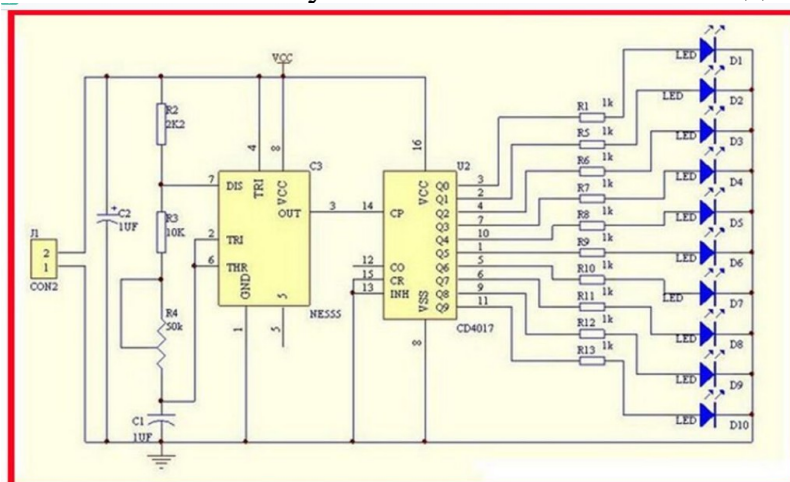 VCC
R2
2K2
C2
1UF
J1
2
1
CON2
R3
10K
R4
50k
C1
1UF
4
8
C3
7
DIS
TRI
VCC
OUT
3
2
TRI
6
THR
GND
5
NE555
1
5
16
U2
14
CP
VCC
12
CO
15
CR
13
INH
VSS
8
CD4017
Q0 3
Q1 2
Q2 4
Q3 7
Q4 10
Q5 1
Q6 5
Q7 6
Q8 9
Q9 11
R1 1k
R5 1k
R6 1k
R7 1k
R8 1k
R9 1k
R10 1k
R11 1k
R12 1k
R13 1k
LED D1
LED D2
LED D3
LED D4
LED D5
LED D6
LED D7
LED D8
LED D9
LED D10